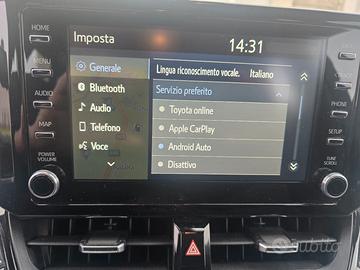 Imposta
14:31
Generale
Bluetooth
Audio
Telefono
Voce
Lingua riconoscimento vocale.
Italiano
Servizio preferito
Toyota online
Apple CarPlay
Android Auto
Disattivo
HOME
MENU
AUDIO
MAP
POWER
VOLUME
PHONE
SETUP
TUNE
SCROLL
subito